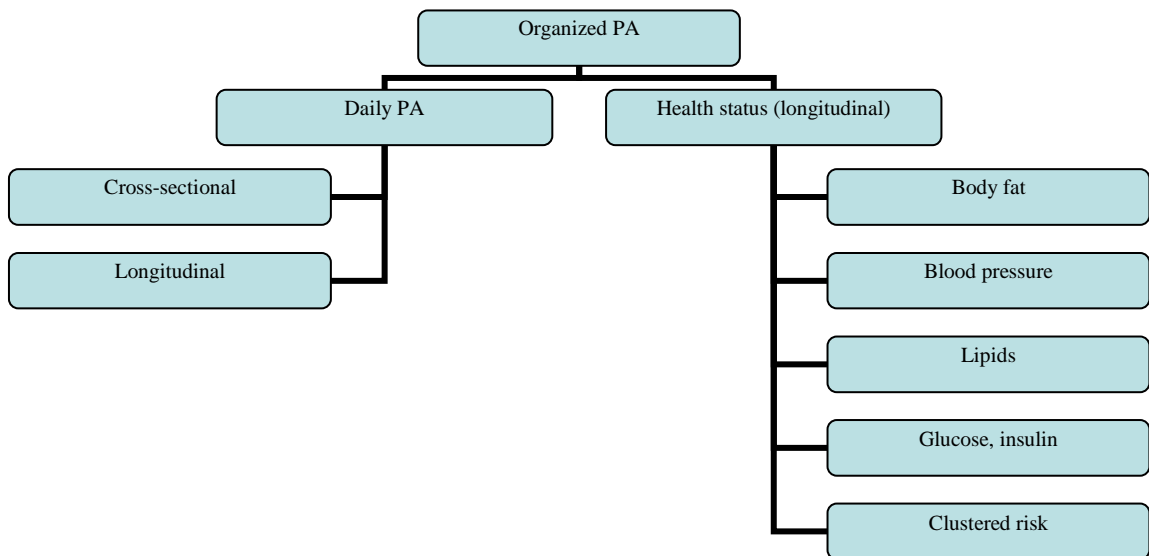 Organized PA
Daily PA
Health status (longitudinal)
Cross-sectional
Longitudinal
Body fat
Blood pressure
Lipids
Glucose, insulin
Clustered risk